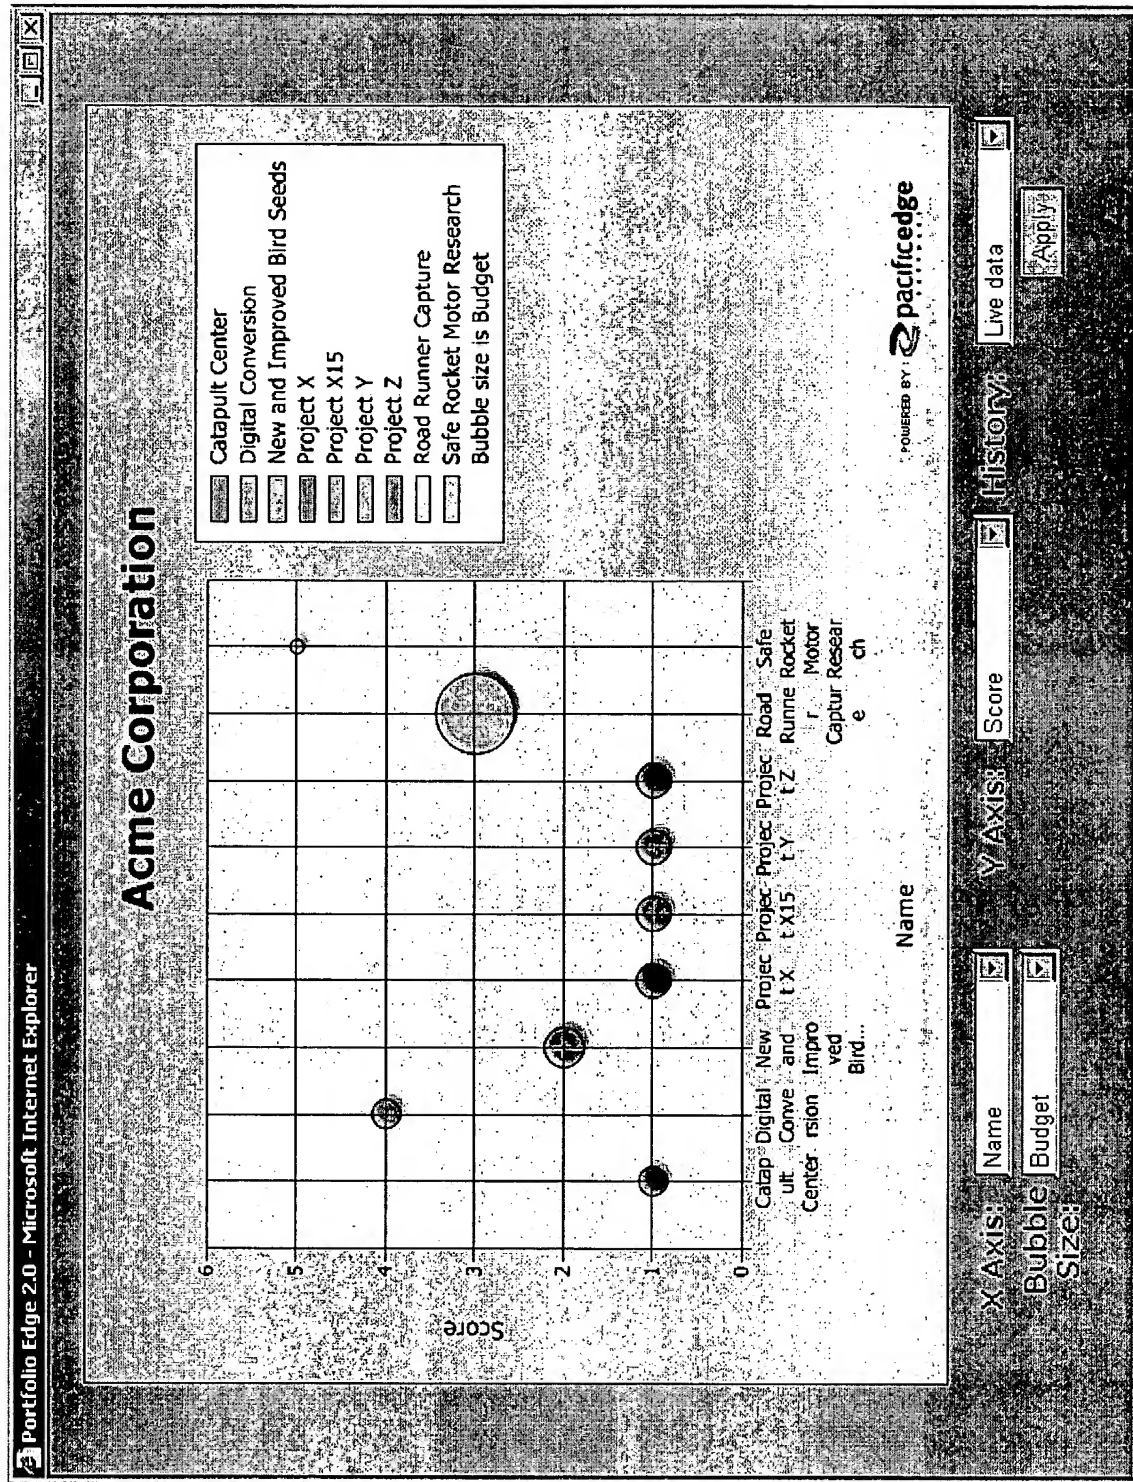 Portfolio Edge 2.0 - Microsoft Internet Explorer
Acme Corporation
Score
6
5
4
3
2
1
0
Catap Digital New Projec Projec Projec Projec Road Safe
ult Conve and t X t X15 t Y t Z Runne Rocket
Center rsion Impro r Motor
ved Captur Resear
Bird... e ch
Name
Catapult Center
Digital Conversion
New and Improved Bird Seeds
Project X
Project X15
Project Y
Project Z
Road Runner Capture
Safe Rocket Motor Research
Bubble size is Budget
POWERED BY pacificedge
X Axis: Name Y Axis: Score History: Live data
Bubble Budget Apply
Size: